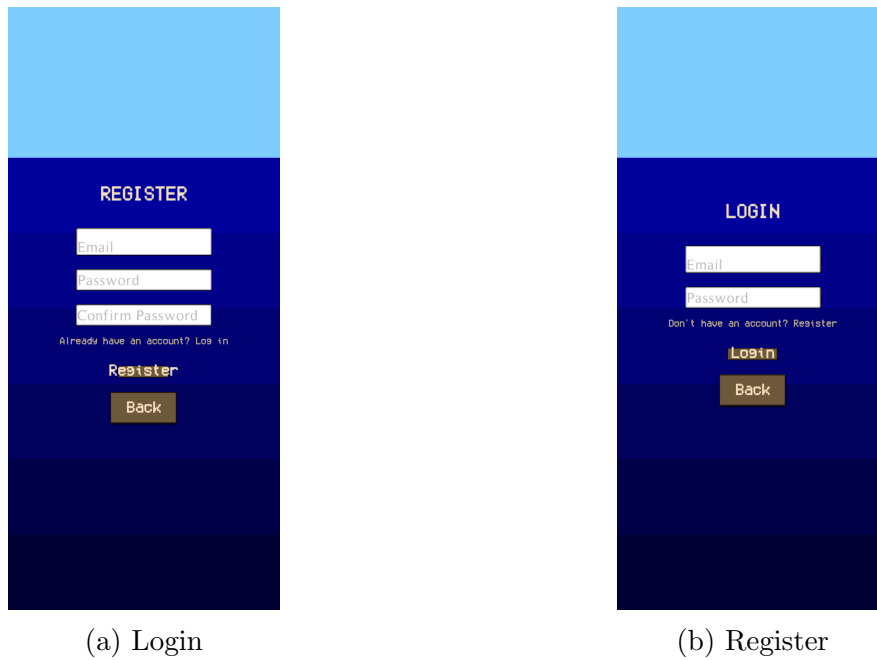 REGISTER
Email
Password
Confirm Password
Already have an account? Log in
Register
Back
(a) Login
LOGIN
Email
Password
Don't have an account? Register
Login
Back
(b) Register